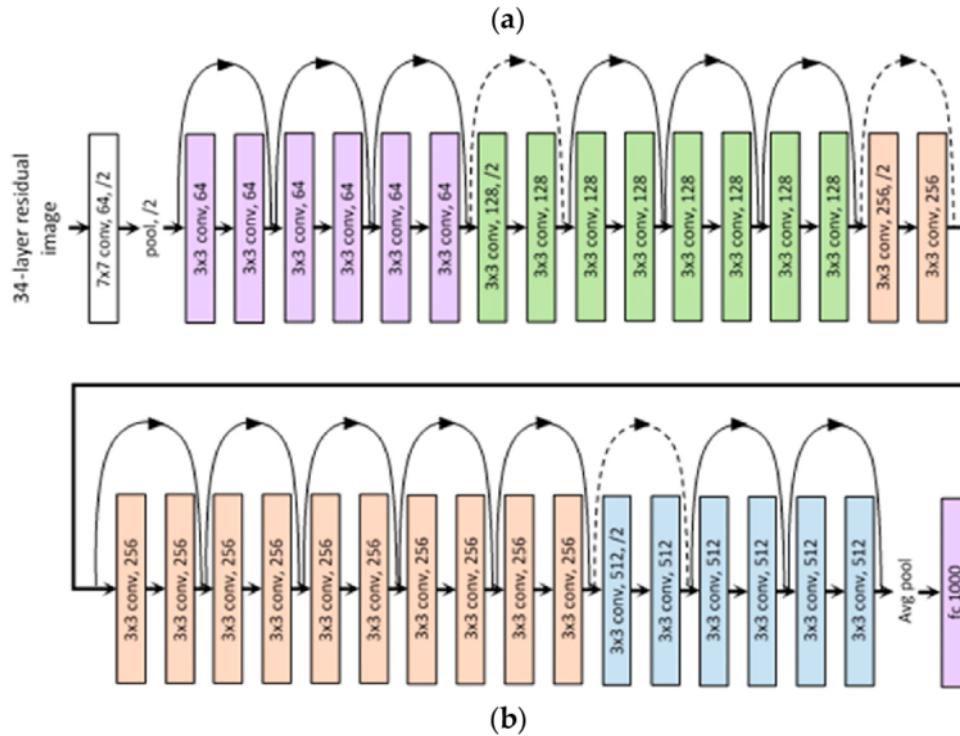 (a)
34-layer residual
image
7x7 conv, 64, /2
pool, /2
3x3 conv, 64
3x3 conv, 64
3x3 conv, 64
3x3 conv, 64
3x3 conv, 64
3x3 conv, 64
3x3 conv, 128, /2
3x3 conv, 128
3x3 conv, 128
3x3 conv, 128
3x3 conv, 128
3x3 conv, 128
3x3 conv, 128
3x3 conv, 128
3x3 conv, 256, /2
3x3 conv, 256
3x3 conv, 256
3x3 conv, 256
3x3 conv, 256
3x3 conv, 256
3x3 conv, 256
3x3 conv, 256
3x3 conv, 256
3x3 conv, 256
3x3 conv, 256
3x3 conv, 256
3x3 conv, 512, /2
3x3 conv, 512
3x3 conv, 512
3x3 conv, 512
3x3 conv, 512
3x3 conv, 512
Avg pool
fc 1000
(b)